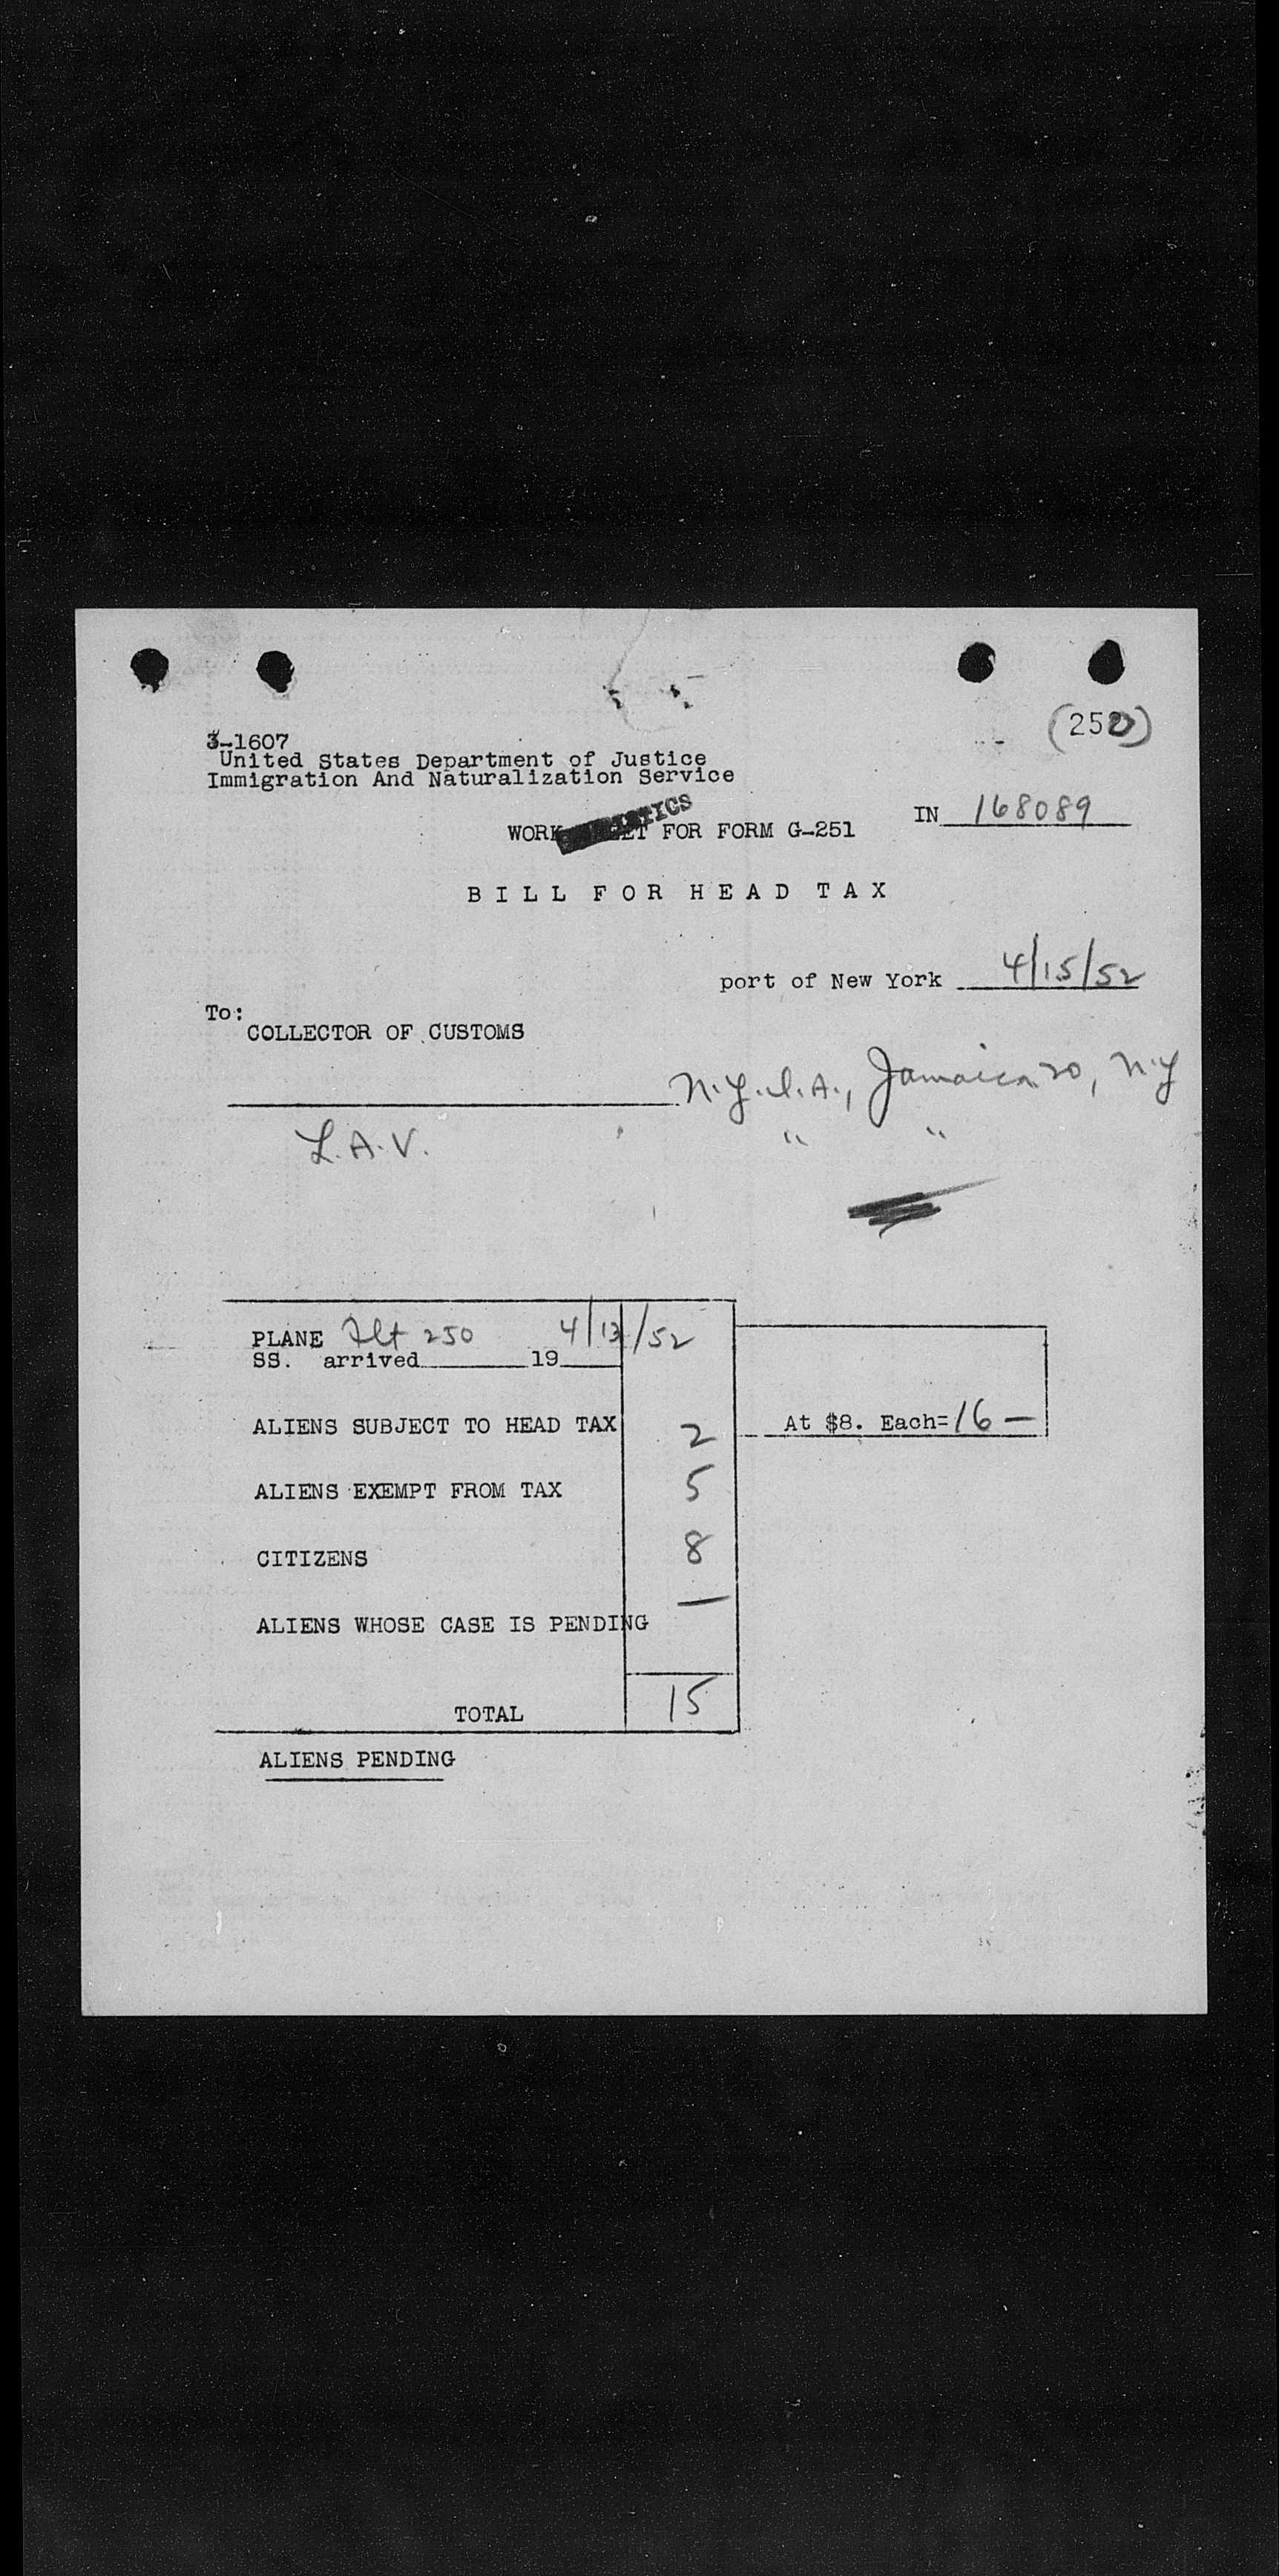 (250)
3-1607
United States Department of Justice
Immigration And Naturalization Service
IN 168089
STATISTICS
WORK SHEET FOR FORM G-251
BILL FOR HEAD TAX
port of New York 4/15/52
To:
COLLECTOR OF CUSTOMS
N.Y.I.A., Jamaica 20, N.Y
L.A.V. " "
PLANE Flt 250 4/13/52
SS. arrived 19
ALIENS SUBJECT TO HEAD TAX 2 At $8. Each= 16 —
ALIENS EXEMPT FROM TAX 5
CITIZENS 8
ALIENS WHOSE CASE IS PENDING —
TOTAL 15
ALIENS PENDING